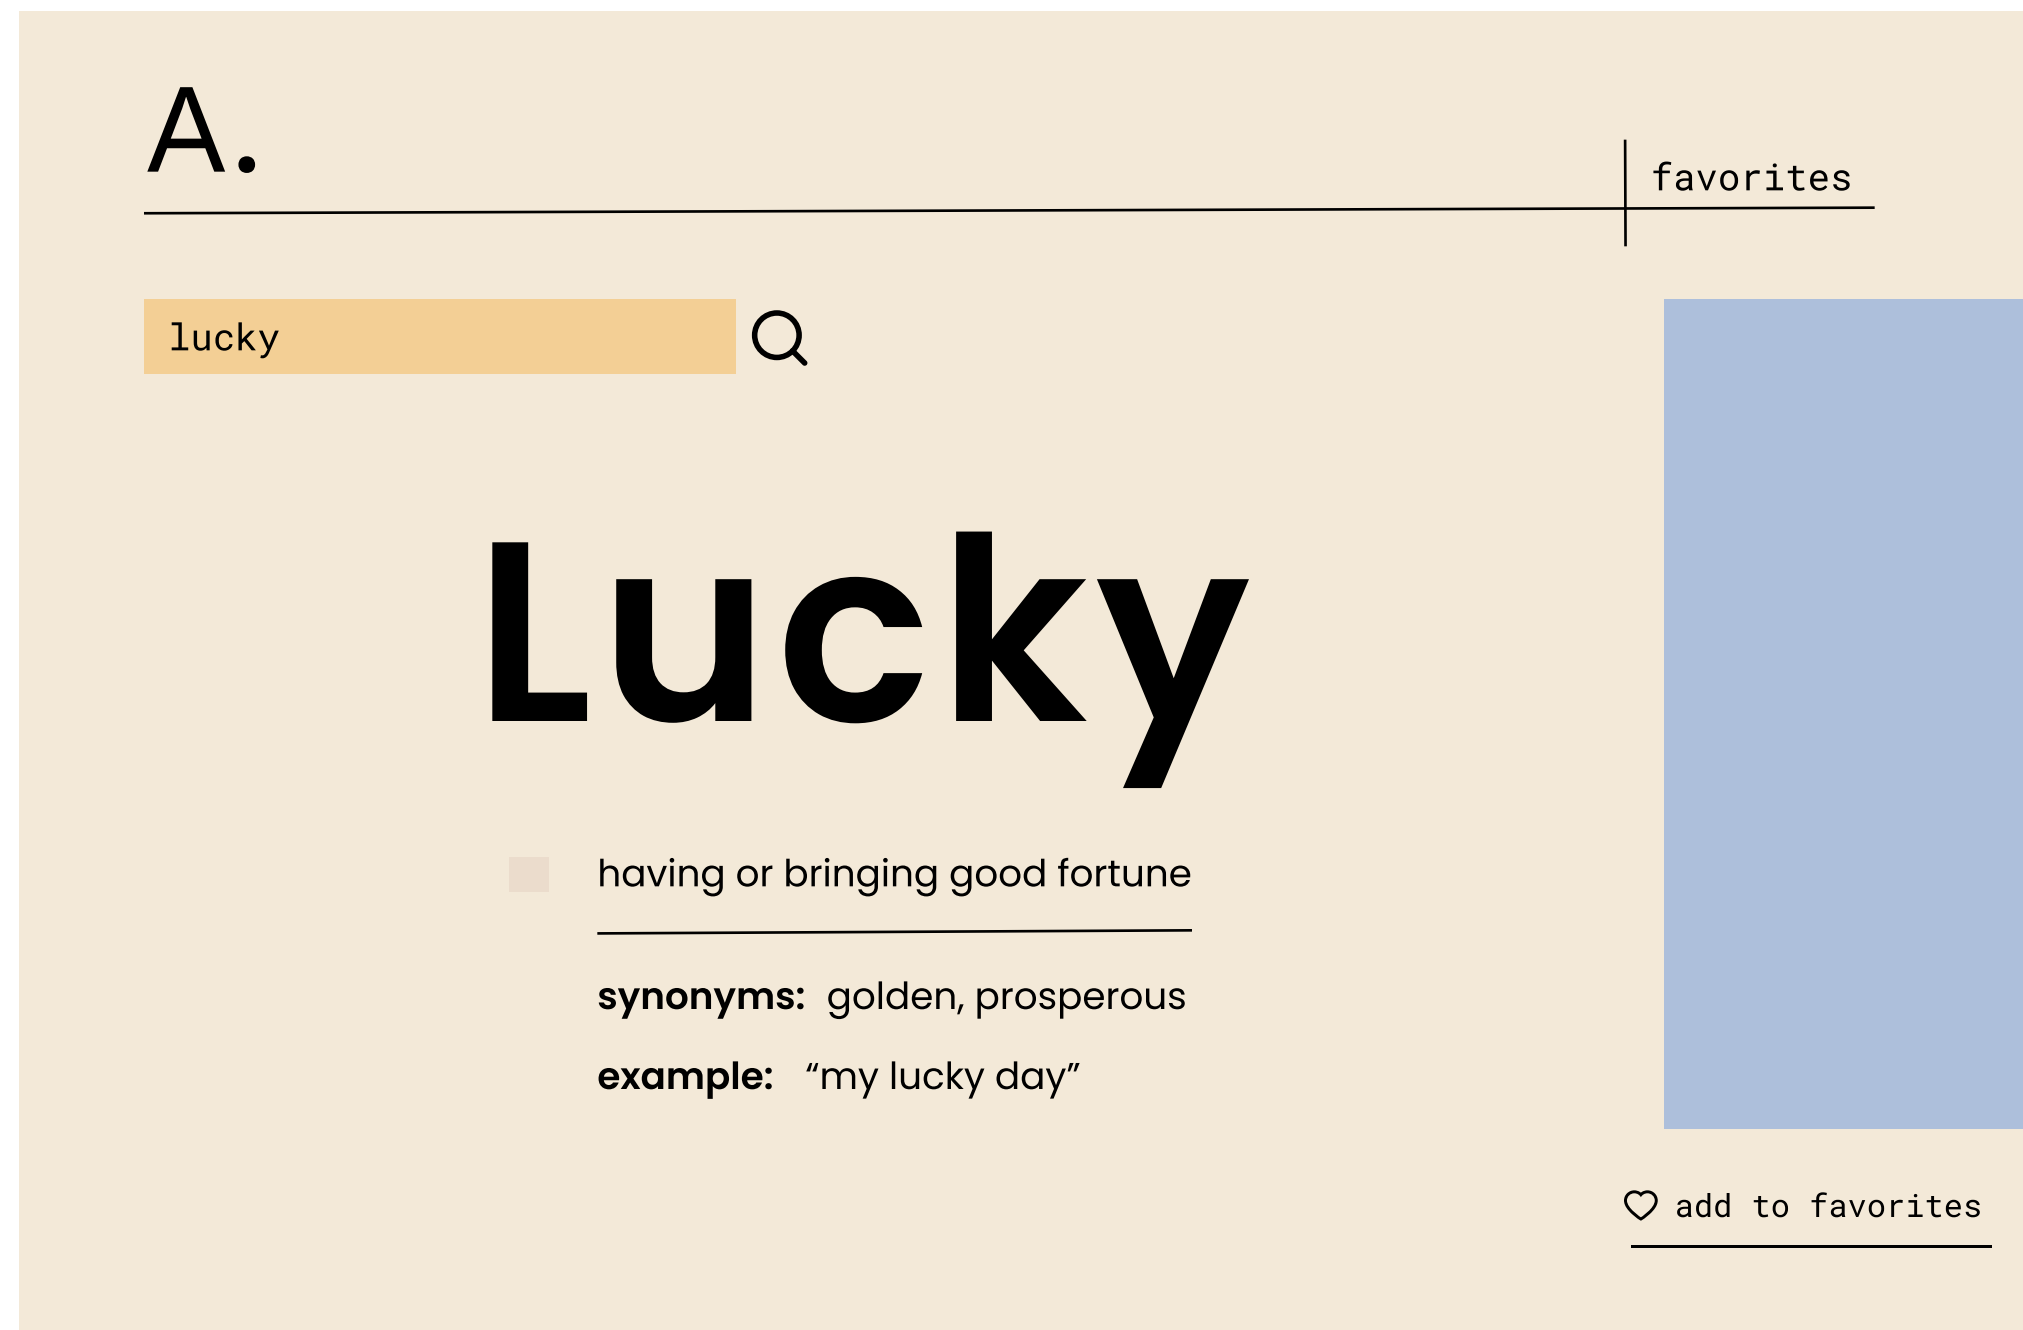 A.
favorites
lucky
Lucky
having or bringing good fortune
synonyms: golden, prosperous
example: “my lucky day”
add to favorites